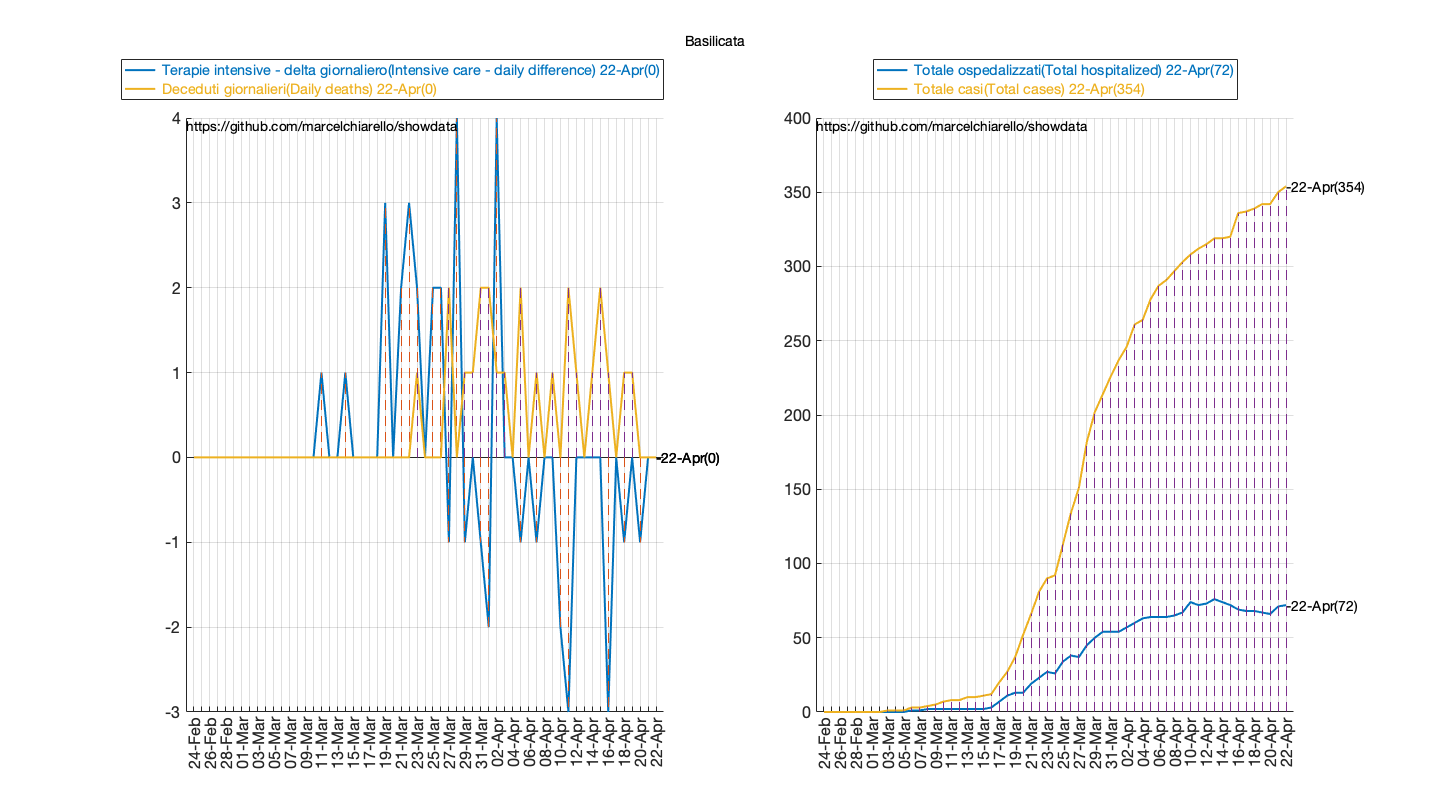 Basilicata
Terapie intensive - delta giornaliero(Intensive care - daily difference) 22-Apr(0)
Deceduti giornalieri(Daily deaths) 22-Apr(0)
https://github.com/marcelchiarello/showdata
4
3
2
1
0
-1
-2
-3
-22-Apr(0)
24-Feb
26-Feb
28-Feb
01-Mar
03-Mar
05-Mar
07-Mar
09-Mar
11-Mar
13-Mar
15-Mar
17-Mar
19-Mar
21-Mar
23-Mar
25-Mar
27-Mar
29-Mar
31-Mar
02-Apr
04-Apr
06-Apr
08-Apr
10-Apr
12-Apr
14-Apr
16-Apr
18-Apr
20-Apr
22-Apr
Totale ospedalizzati(Total hospitalized) 22-Apr(72)
Totale casi(Total cases) 22-Apr(354)
https://github.com/marcelchiarello/showdata
400
350
300
250
200
150
100
50
0
-22-Apr(354)
-22-Apr(72)
24-Feb
26-Feb
28-Feb
01-Mar
03-Mar
05-Mar
07-Mar
09-Mar
11-Mar
13-Mar
15-Mar
17-Mar
19-Mar
21-Mar
23-Mar
25-Mar
27-Mar
29-Mar
31-Mar
02-Apr
04-Apr
06-Apr
08-Apr
10-Apr
12-Apr
14-Apr
16-Apr
18-Apr
20-Apr
22-Apr